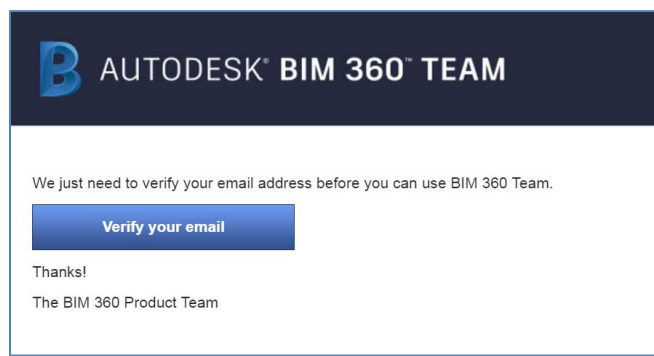 AUTODESK® BIM 360™ TEAM
We just need to verify your email address before you can use BIM 360 Team.
Verify your email
Thanks!
The BIM 360 Product Team